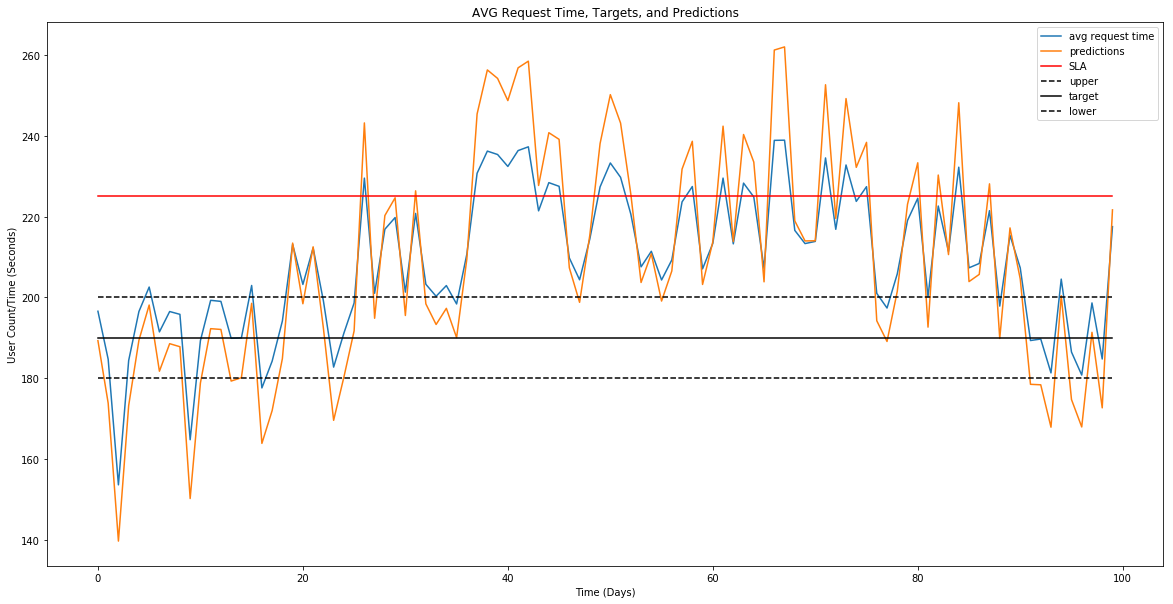 AVG Request Time, Targets, and Predictions
avg request time
predictions
SLA
upper
target
lower
User Count/Time (Seconds)
260
240
220
200
180
160
140
0
20
40
60
80
100
Time (Days)